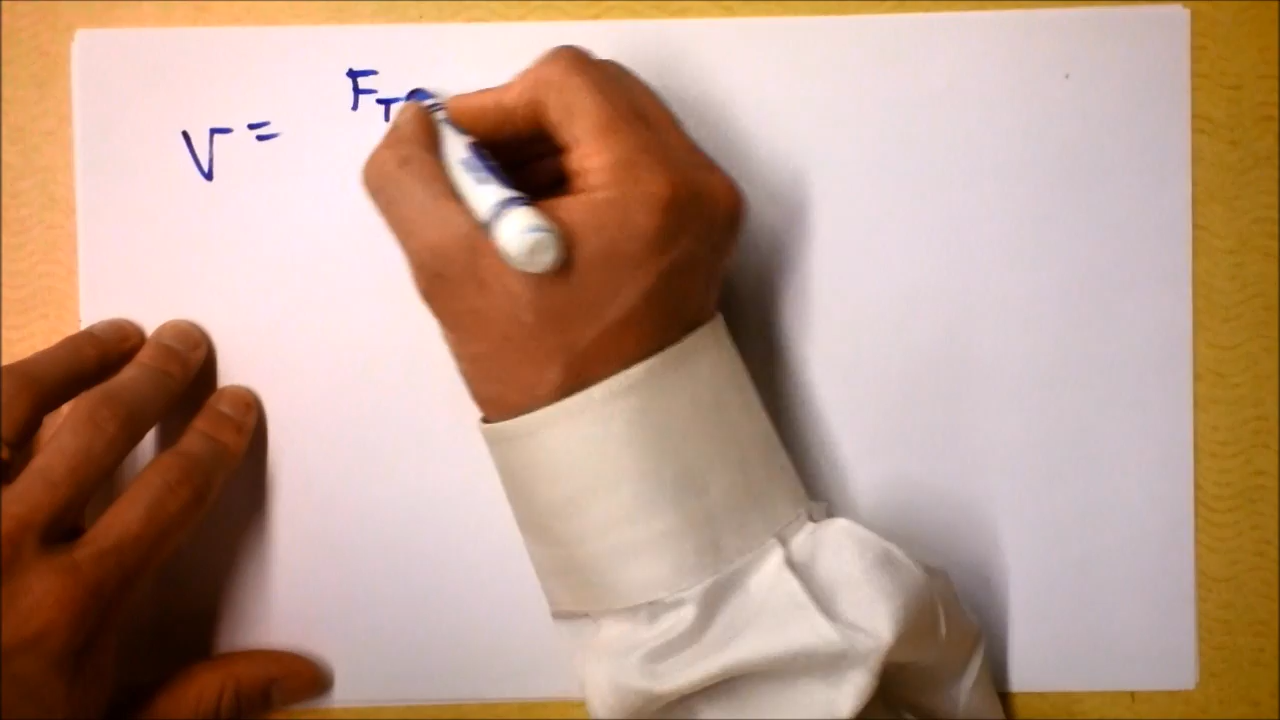 V = F_T